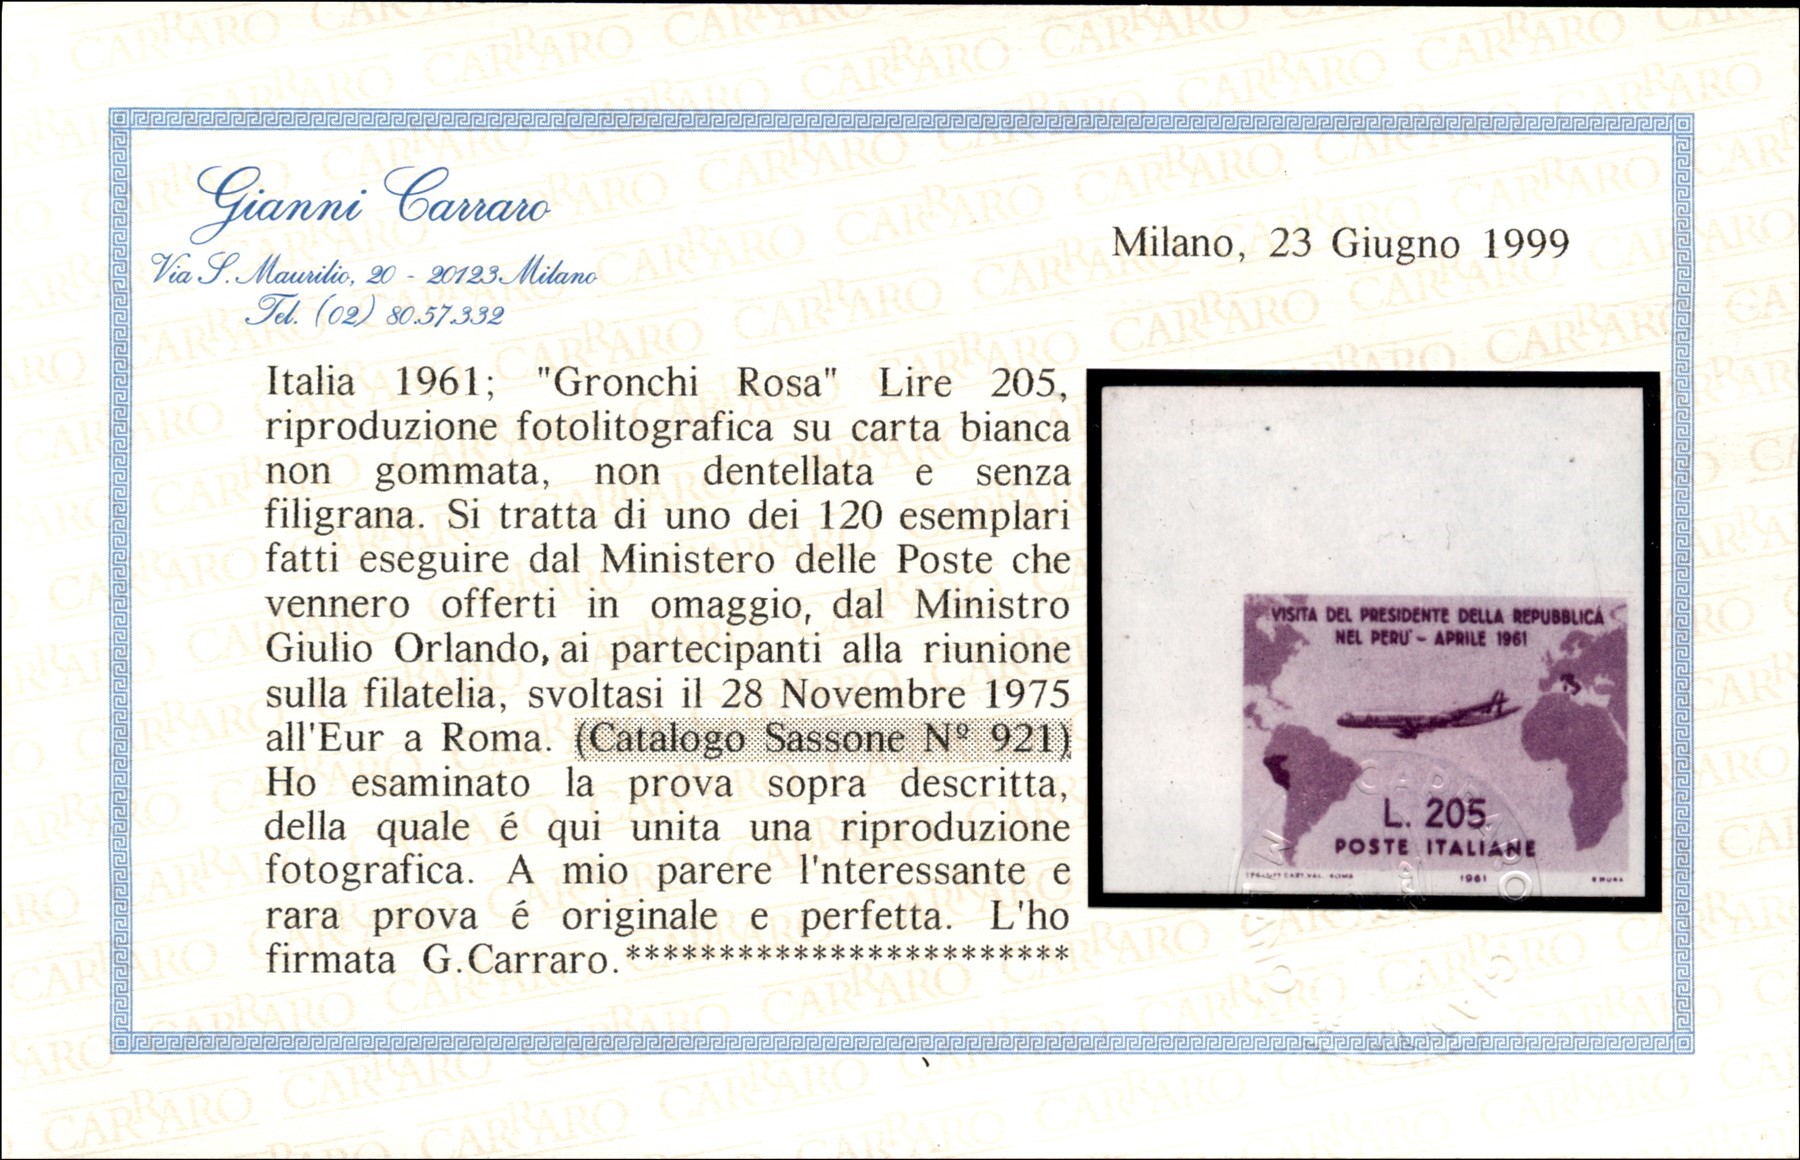 Gianni Carraro
Via S. Maurilio, 20 - 20123 Milano
Tel. (02) 80.57.332
Milano, 23 Giugno 1999
Italia 1961; "Gronchi Rosa" Lire 205,
riproduzione fotolitografica su carta bianca
non gommata, non dentellata e senza
filigrana. Si tratta di uno dei 120 esemplari
fatti eseguire dal Ministero delle Poste che
vennero offerti in omaggio, dal Ministro
Giulio Orlando, ai partecipanti alla riunione
sulla filatelia, svoltasi il 28 Novembre 1975
all'Eur a Roma. (Catalogo Sassone Nº 921)
Ho esaminato la prova sopra descritta,
della quale é qui unita una riproduzione
fotografica. A mio parere l'nteressante e
rara prova é originale e perfetta. L'ho
firmata G.Carraro.************************
VISITA DEL PRESIDENTE DELLA REPUBBLICA
NEL PERU' - APRILE 1961
L. 205
POSTE ITALIANE
CART. VAL. ROMA 1961
CARRARO